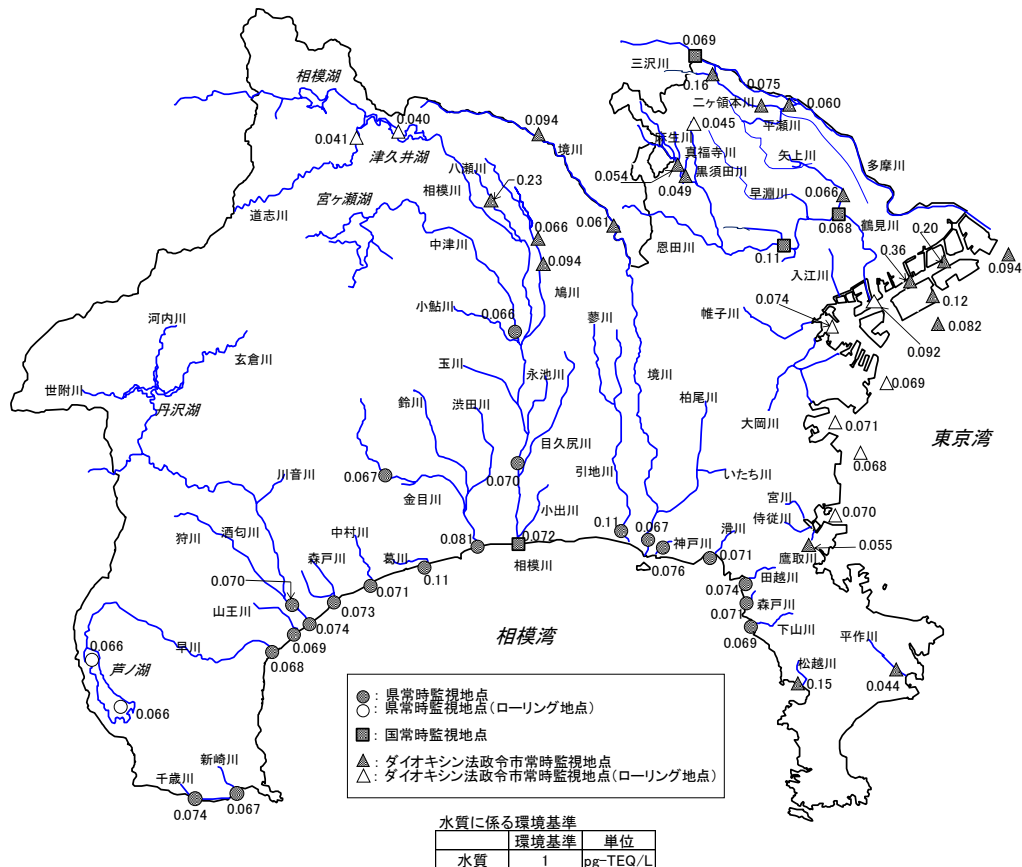 0.069
三沢川
0.16
0.075
二ヶ領本川
0.060
平瀬川
相模湖
0.040
0.041
津久井湖
0.094
境川
0.045
麻生川
真福寺川
黒須田川
矢上川
多摩川
八瀬川
相模川
0.23
0.054
0.049
早淵川
0.066
道志川
宮ヶ瀬湖
中津川
0.066
0.061
恩田川
0.068
鶴見川
0.20
0.11
0.36
0.094
0.094
入江川
鳩川
0.12
小鮎川
0.066
蓼川
0.074
帷子川
0.082
0.092
河内川
玄倉川
玉川
永池川
境川
世附川
丹沢湖
鈴川
渋田川
柏尾川
0.069
大岡川
0.071
東京湾
目久尻川
0.068
川音川
0.067
金目川
0.070
引地川
いたち川
小出川
宮川
侍従川
0.070
狩川
酒匂川
中村川
葛川
0.081
0.072
0.11
0.067
神戸川
滑川
0.055
鷹取川
森戸川
相模川
0.076
0.071
0.070
0.11
田越川
0.074
山王川
0.073
0.071
0.071
森戸川
0.074
早川
0.069
相模湾
0.069
下山川
平作川
0.068
0.066
芦ノ湖
松越川
0.15
0.044
0.066
:県常時監視地点
:県常時監視地点(ローリング地点)
:国常時監視地点
:ダイオキシン法政令市常時監視地点
:ダイオキシン法政令市常時監視地点(ローリング地点)
新崎川
千歳川
0.074
0.067
水質に係る環境基準
環境基準 単位
水質 1 pg-TEQ/L